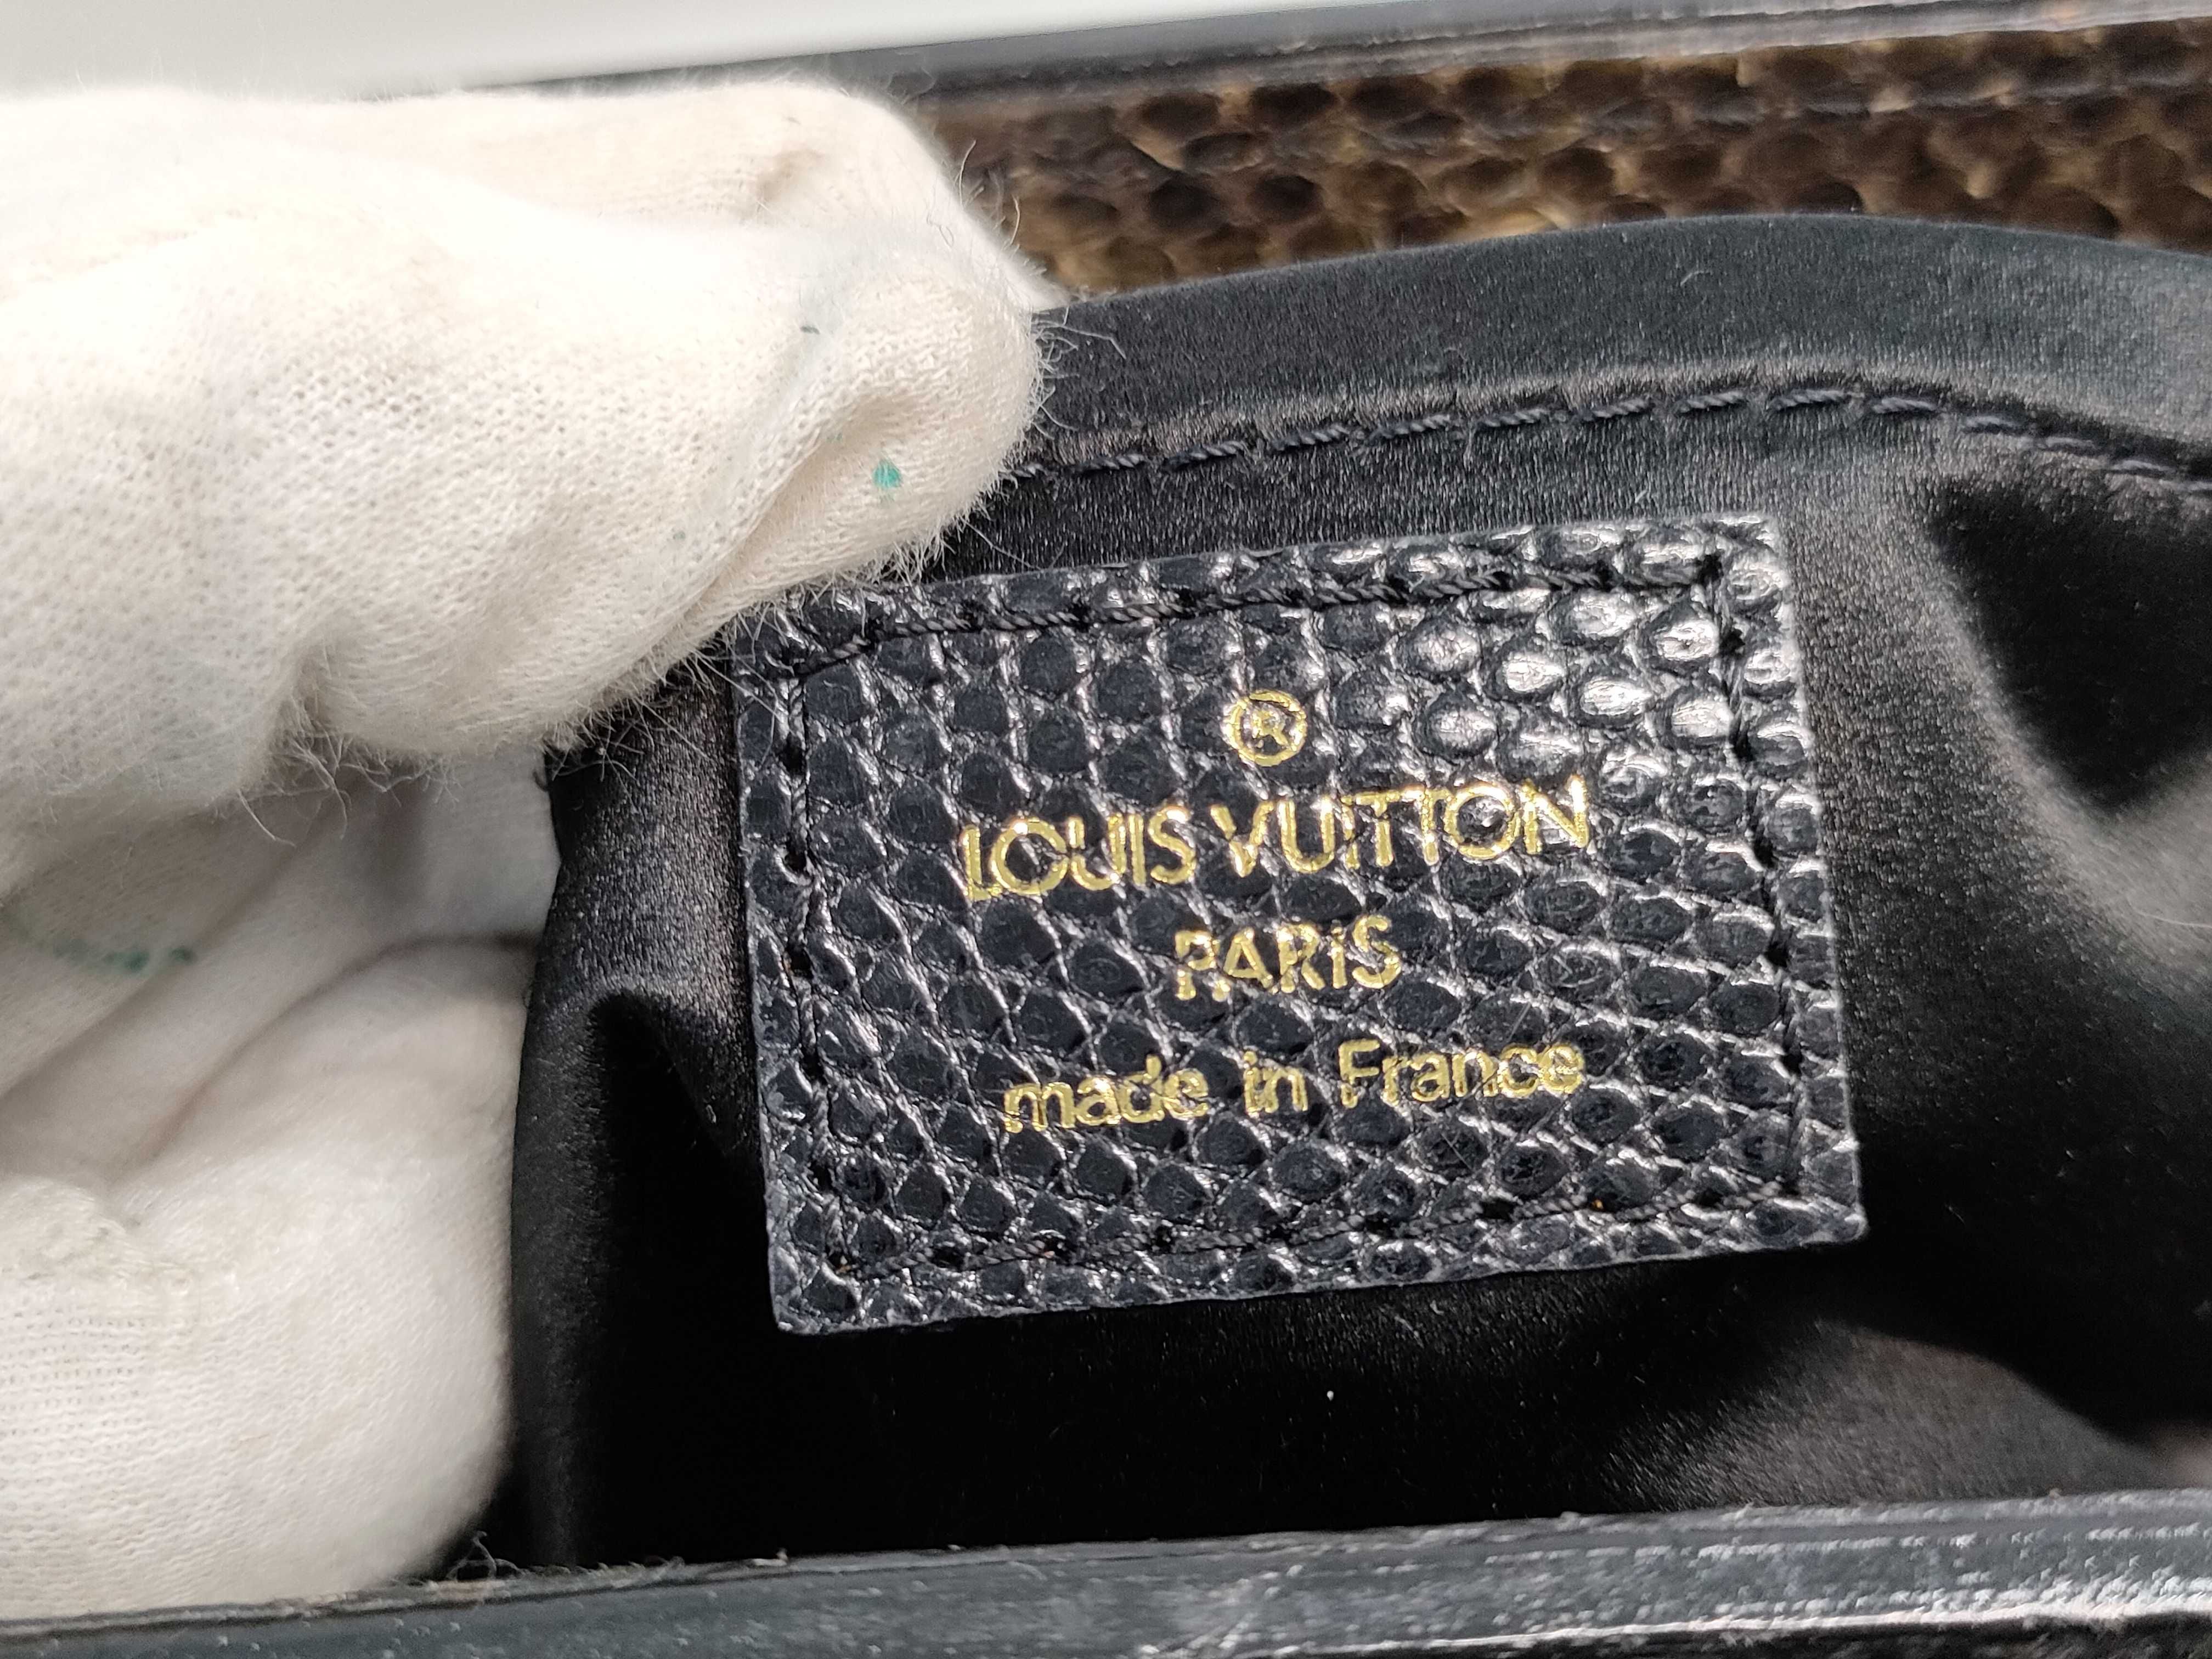 ®
LOUIS VUITTON
PARIS
made in France